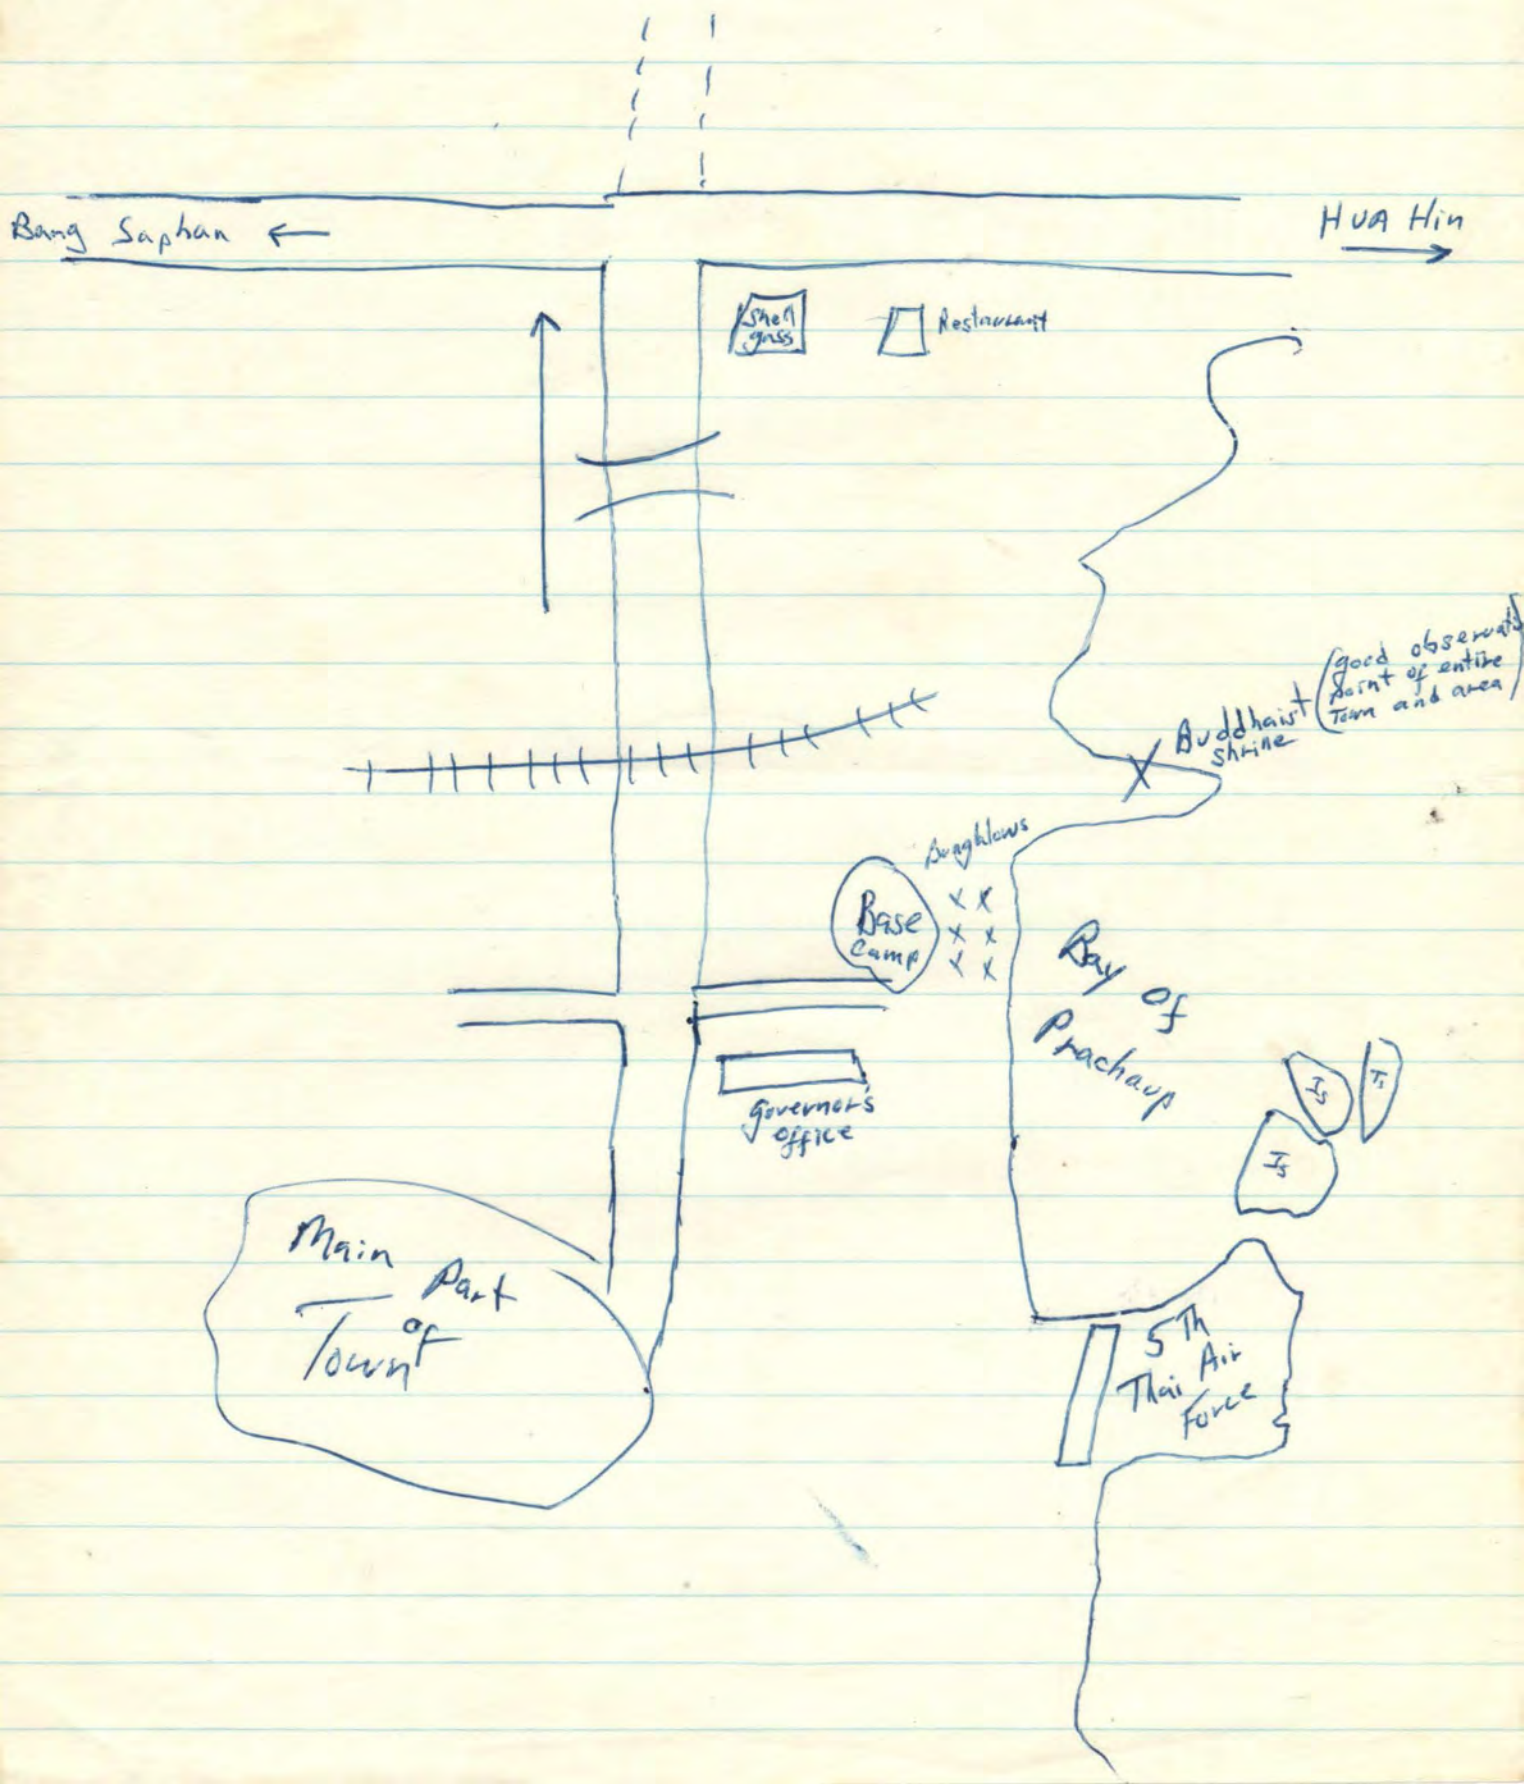 Bang Saphan
HUA Hin
Shell
gass
Restaurant
Buddhaist
shrine
(good observat
point of entire
Town and area)
Bunghlows
Base
Camp
Bay
of
Prachaup
Governor's
office
Is
Is
Is
Main
Part
of
Town
5Th
Thai Air
Force